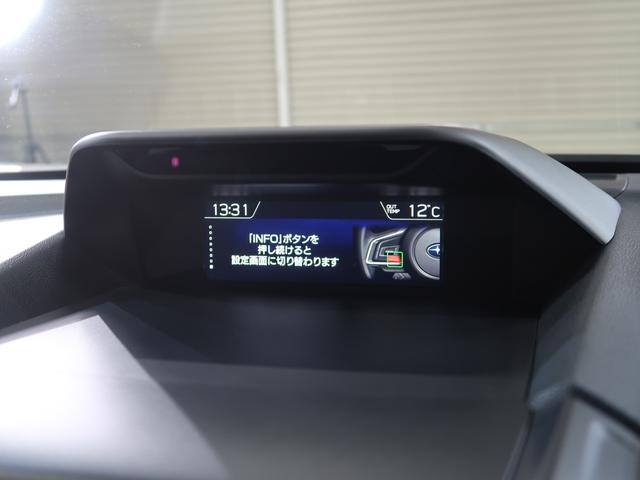 13:31
OUT TEMP 12°C
「INFO」ボタンを
押し続けると
設定画面に切り替わります